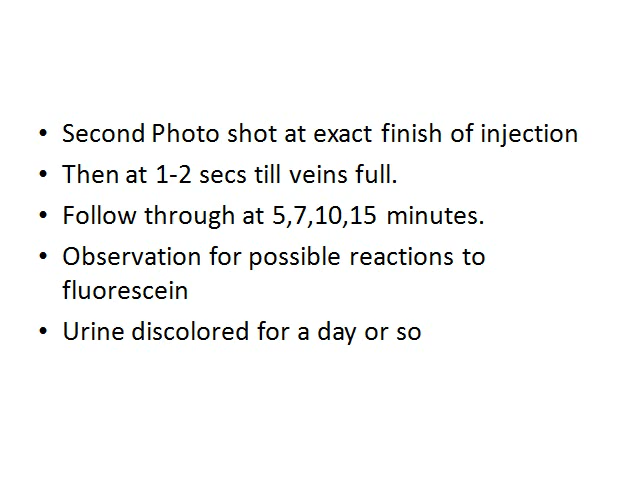 • Second Photo shot at exact finish of injection
• Then at 1-2 secs till veins full.
• Follow through at 5,7,10,15 minutes.
• Observation for possible reactions to
fluorescein
• Urine discolored for a day or so